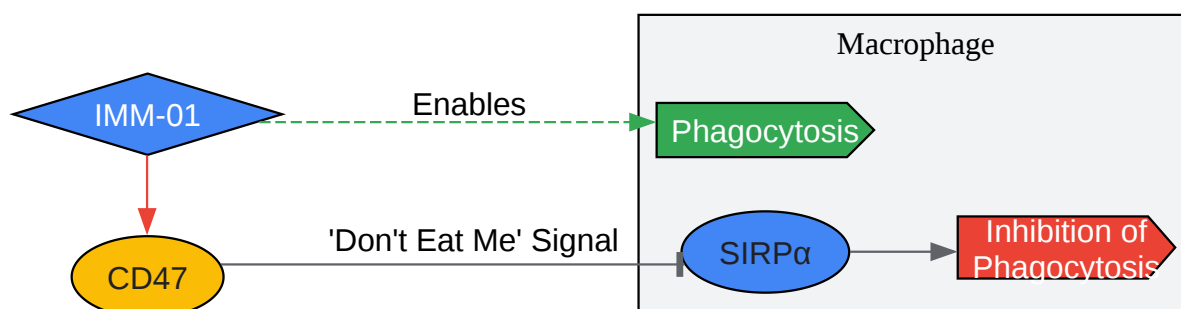 Macrophage
IMM-01
Enables
Phagocytosis
'Don't Eat Me' Signal
CD47
SIRPα
Inhibition of
Phagocytosis